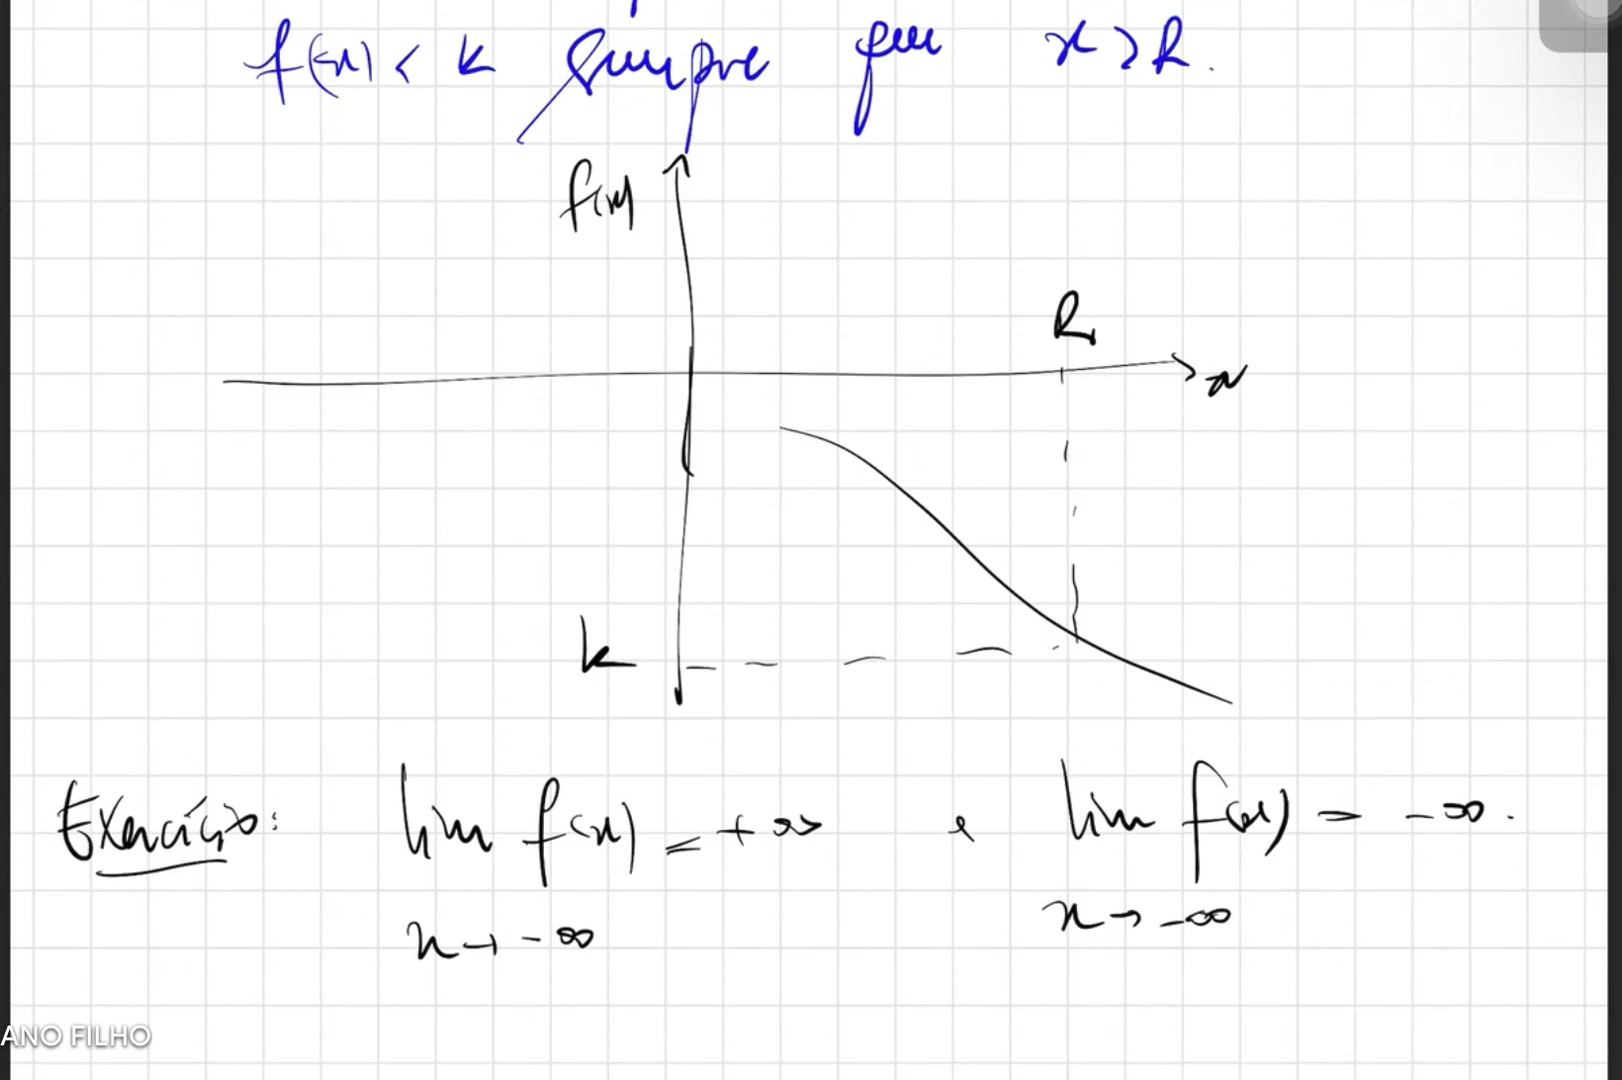 f(x) < k sempre que x > R.
f(x)
R
x
k
Exercício: lim f(x) = +∞ e lim f(x) = -∞.
x → -∞ x → -∞
ANO FILHO